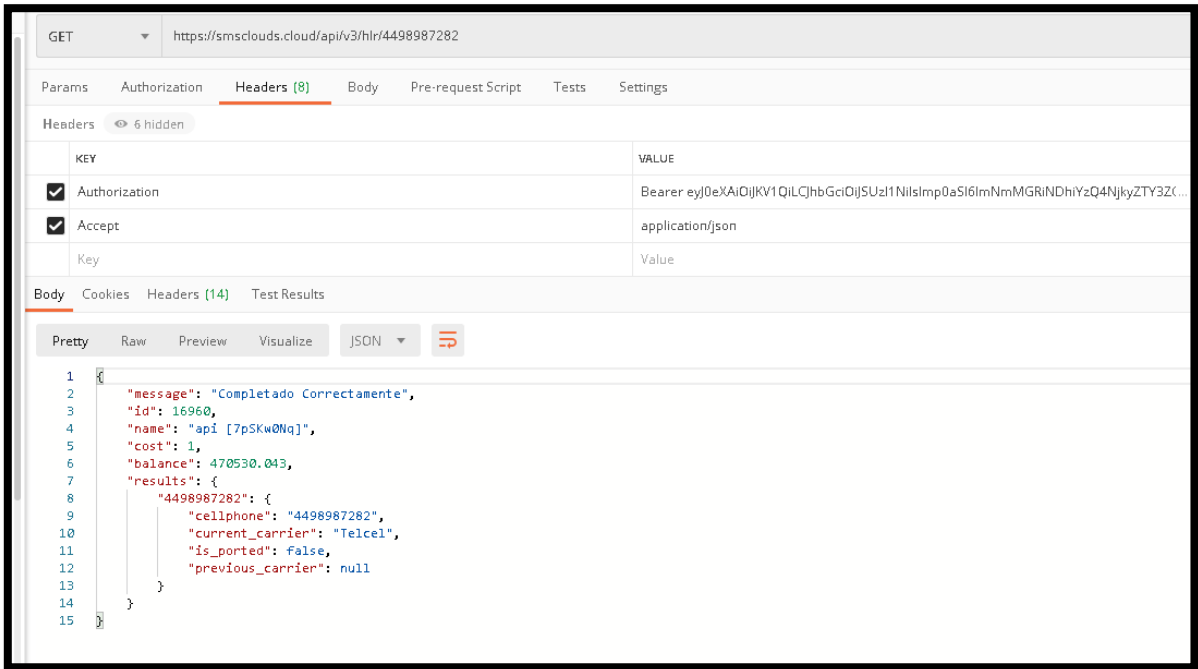 GET https://smsclouds.cloud/api/v3/hlr/4498987282
Params Authorization Headers (8) Body Pre-request Script Tests Settings
Headers 6 hidden
KEY VALUE
Authorization Bearer eyJ0eXAiOiJKV1QiLCJhbGciOiJSUzI1NiIsImp0aSI6ImNmMGRiNDhiYzQ4NjkyZTY3Z(...
Accept application/json
Key Value
Body Cookies Headers (14) Test Results
Pretty Raw Preview Visualize JSON
1 {
2 "message": "Completado Correctamente",
3 "id": 16960,
4 "name": "api [7pSKw0Nq]",
5 "cost": 1,
6 "balance": 470530.043,
7 "results": {
8 "4498987282": {
9 "cellphone": "4498987282",
10 "current_carrier": "Telcel",
11 "is_ported": false,
12 "previous_carrier": null
13 }
14 }
15 }